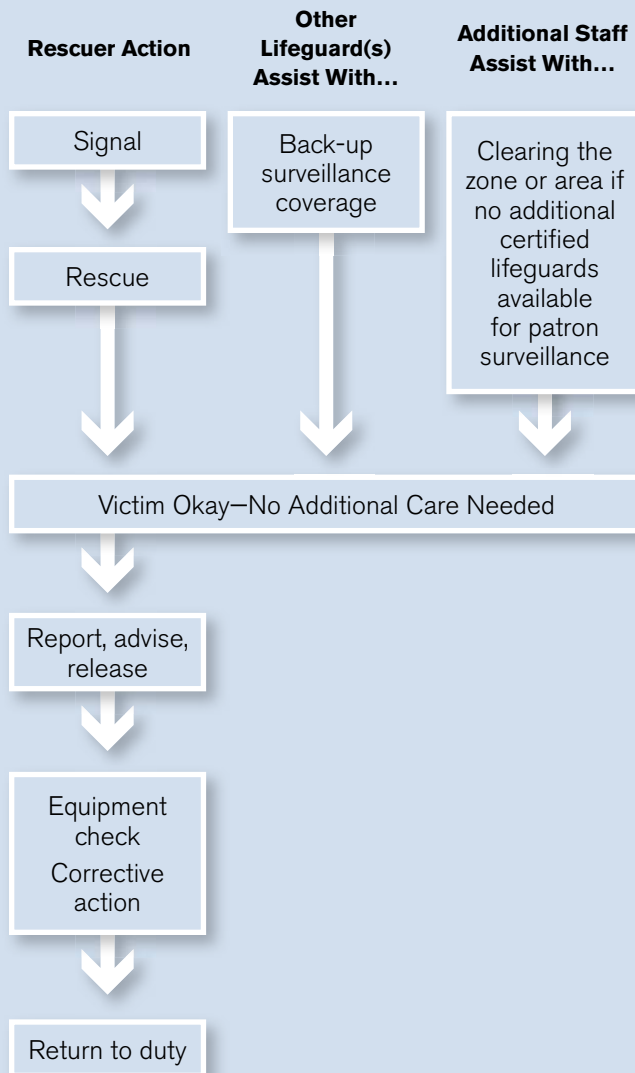 Rescuer Action
Other
Lifeguard(s)
Assist With...
Additional Staff
Assist With...
Signal
Rescue
Back-up
surveillance
coverage
Clearing the
zone or area if
no additional
certified
lifeguards
available
for patron
surveillance
Victim Okay—No Additional Care Needed
Report, advise,
release
Equipment
check
Corrective
action
Return to duty